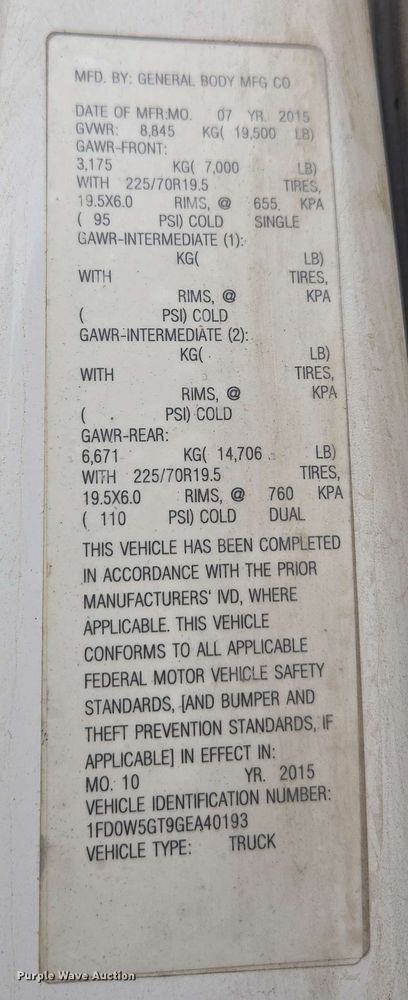 MFD. BY: GENERAL BODY MFG CO
DATE OF MFR:MO. 07 YR. 2015
GVWR: 8,845 KG( 19,500 LB)
GAWR-FRONT:
3,175 KG( 7,000 LB)
WITH 225/70R19.5 TIRES,
19.5X6.0 RIMS, @ 655 KPA
( 95 PSI) COLD SINGLE
GAWR-INTERMEDIATE (1):
KG( LB)
WITH TIRES,
RIMS, @ KPA
( PSI) COLD
GAWR-INTERMEDIATE (2):
KG( LB)
WITH TIRES,
RIMS, @ KPA
( PSI) COLD
GAWR-REAR:
6,671 KG( 14,706 LB)
WITH 225/70R19.5 TIRES,
19.5X6.0 RIMS, @ 760 KPA
( 110 PSI) COLD DUAL
THIS VEHICLE HAS BEEN COMPLETED
IN ACCORDANCE WITH THE PRIOR
MANUFACTURERS' IVD, WHERE
APPLICABLE. THIS VEHICLE
CONFORMS TO ALL APPLICABLE
FEDERAL MOTOR VEHICLE SAFETY
STANDARDS, [AND BUMPER AND
THEFT PREVENTION STANDARDS, IF
APPLICABLE] IN EFFECT IN:
MO. 10 YR. 2015
VEHICLE IDENTIFICATION NUMBER:
1FD0W5GT9GEA40193
VEHICLE TYPE: TRUCK
Purple Wave Auction